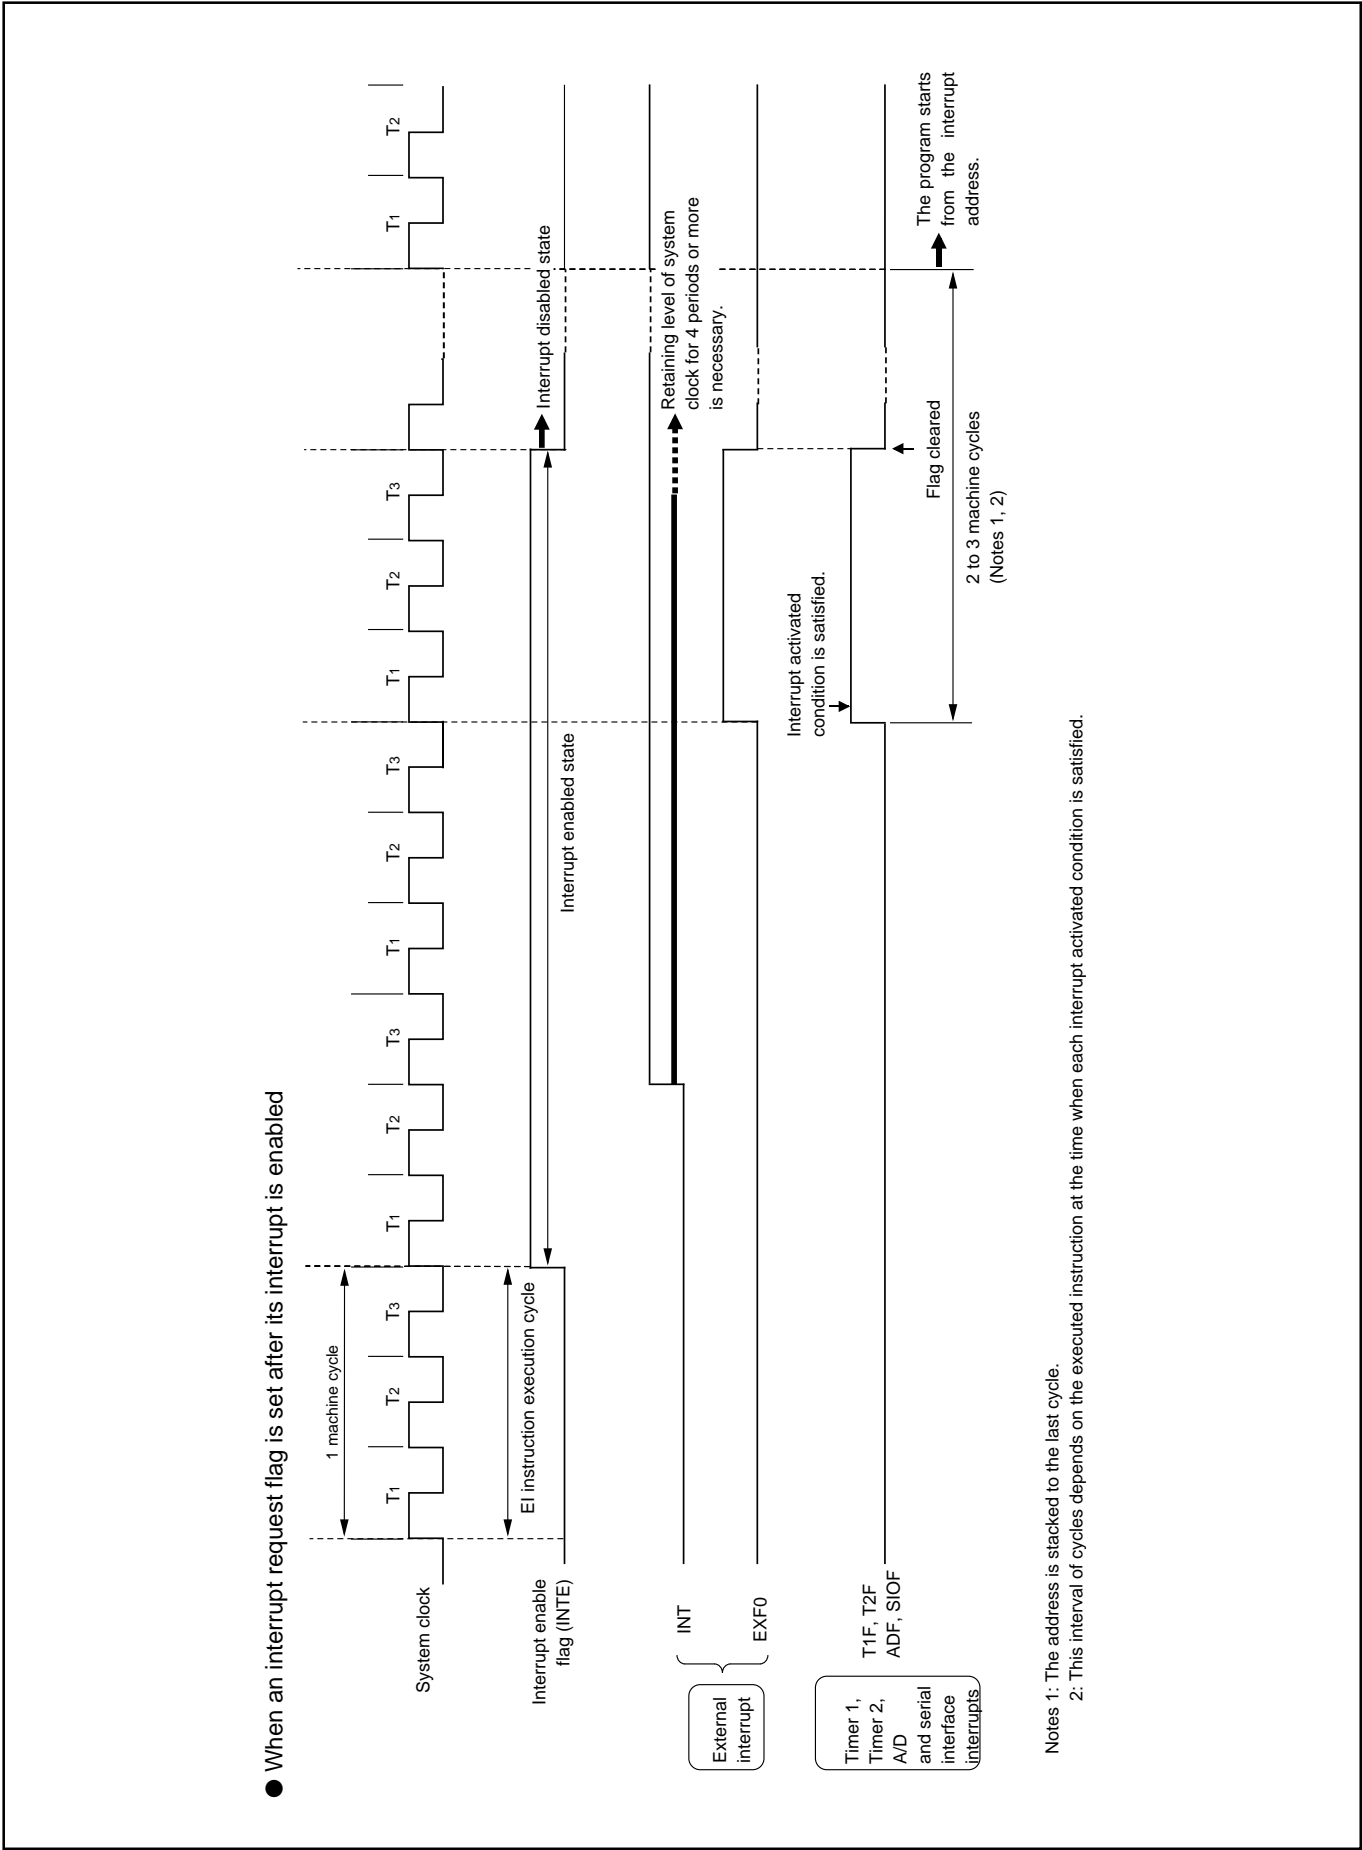 ● When an interrupt request flag is set after its interrupt is enabled
1 machine cycle
T1 T2 T3 T1 T2 T3 T1 T2 T3 T1 T2 T3 T1 T2
System clock
EI instruction execution cycle
Interrupt enable
flag (INTE)
Interrupt enabled state
Interrupt disabled state
External
interrupt
INT
EXF0
Retaining level of system
clock for 4 periods or more
is necessary.
Interrupt activated
condition is satisfied.
Timer 1,
Timer 2,
A/D
and serial
interface
interrupts
T1F, T2F
ADF, SIOF
Flag cleared
2 to 3 machine cycles
(Notes 1, 2)
The program starts
from the interrupt
address.
Notes 1: The address is stacked to the last cycle.
2: This interval of cycles depends on the executed instruction at the time when each interrupt activated condition is satisfied.